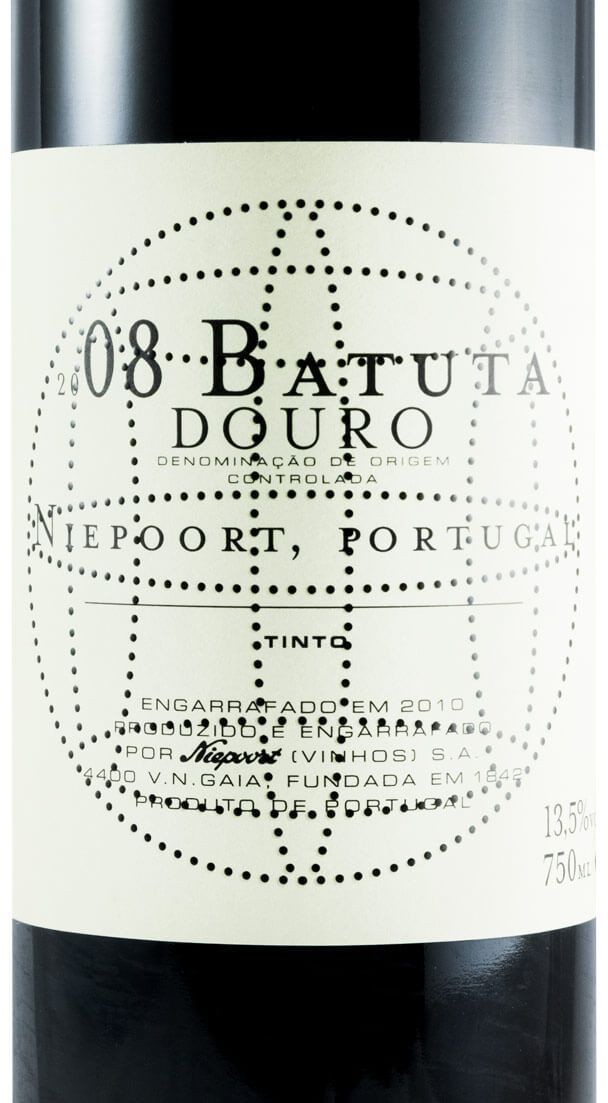 2008 BATUTA
DOURO
DENOMINAÇÃO DE ORIGEM
CONTROLADA
NIEPOORT, PORTUGAL
TINTO
ENGARRAFADO EM 2010
PRODUZIDO E ENGARRAFADO
POR Niepoort (VINHOS) S.A.
4400 V.N.GAIA, FUNDADA EM 1842
PRODUTO DE PORTUGAL
13,5%VO
750ML